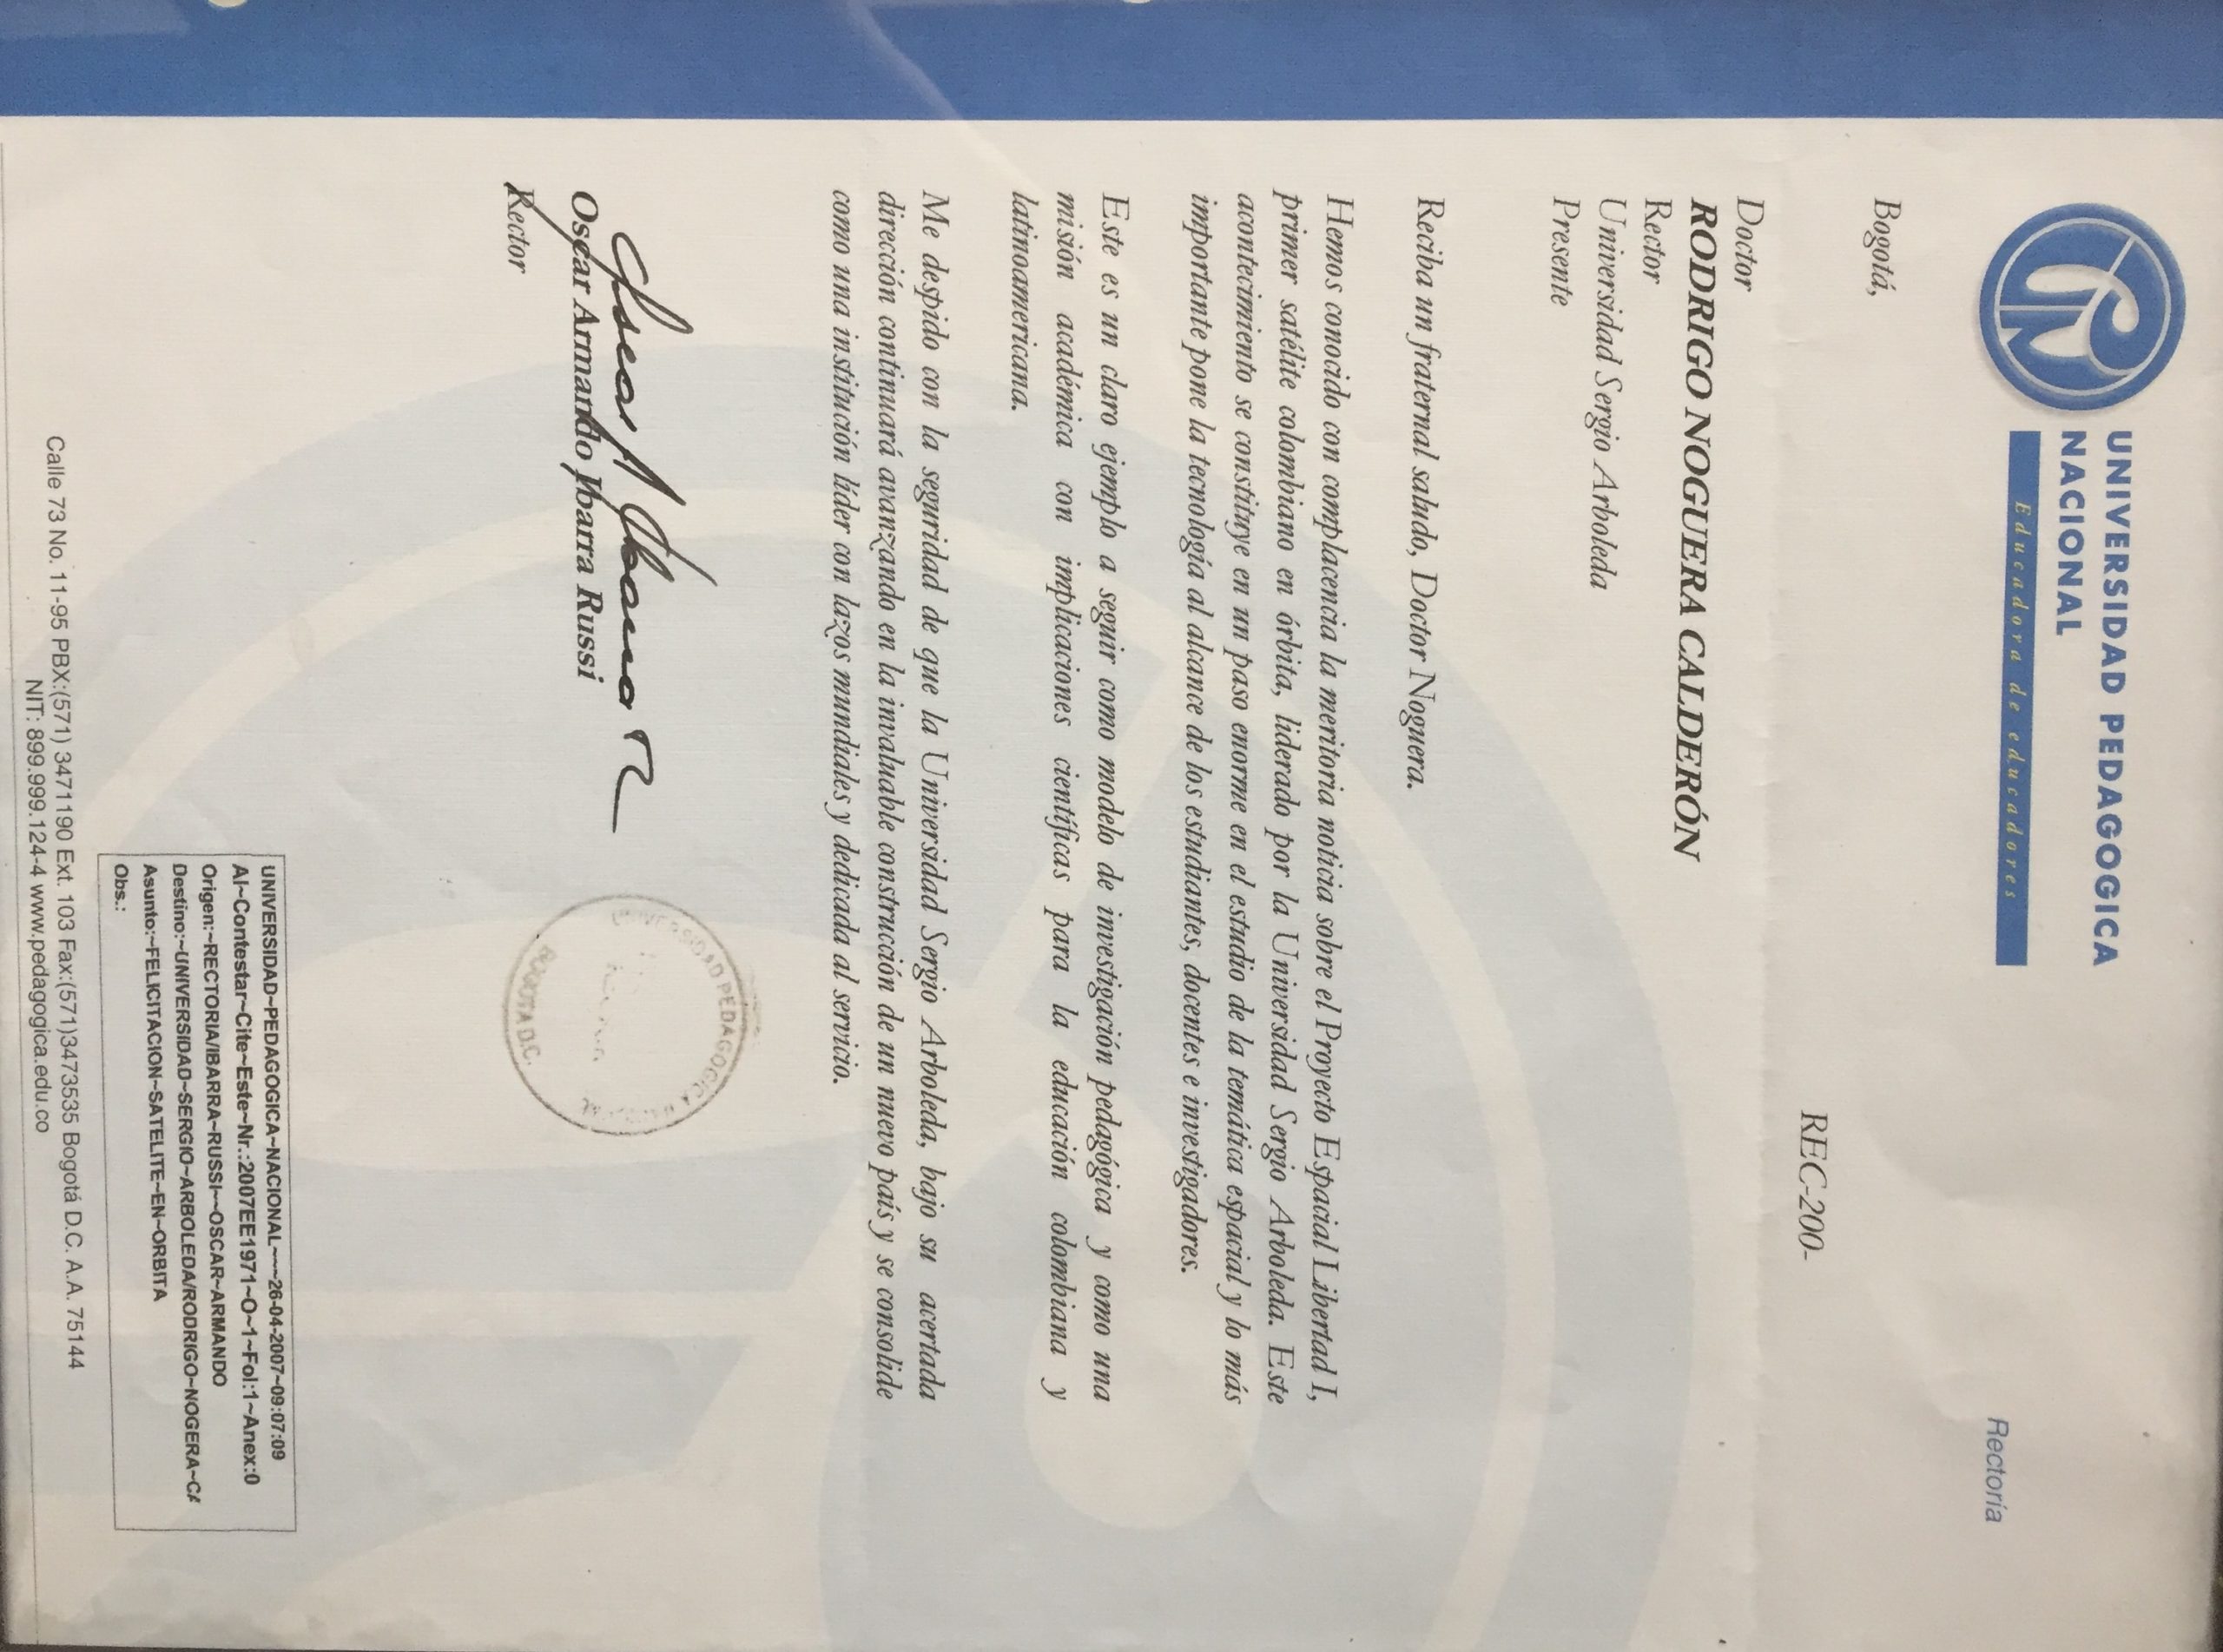 UNIVERSIDAD PEDAGOGICA
NACIONAL
Educadora de educadores
Rectoría
REC-200-
Bogotá,
Doctor
RODRIGO NOGUERA CALDERÓN
Rector
Universidad Sergio Arboleda
Presente
Reciba un fraternal saludo, Doctor Noguera.
Hemos conocido con complacencia la meritoria noticia sobre el Proyecto Espacial Libertad I,
primer satélite colombiano en órbita, liderado por la Universidad Sergio Arboleda. Este
acontecimiento se constituye en un paso enorme en el estudio de la temática espacial y lo más
importante pone la tecnología al alcance de los estudiantes, docentes e investigadores.
Este es un claro ejemplo a seguir como modelo de investigación pedagógica y como una
misión académica con implicaciones científicas para la educación colombiana y
latinoamericana.
Me despido con la seguridad de que la Universidad Sergio Arboleda, bajo su acertada
dirección continuará avanzando en la invaluable construcción de un nuevo país y se consolide
como una institución líder con lazos mundiales y dedicada al servicio.
Oscar Armando Ibarra Russi
Rector
UNIVERSIDAD PEDAGOGICA NACIONAL
BOGOTA D.C.
UNIVERSIDAD~PEDAGOGICA~NACIONAL~~~26-04-2007~09:07:09
Al~Contestar~Cite~Este~Nr.:2007EE1971~O~1~Fol:1~Anex:0
Origen:~RECTORIA/IBARRA~RUSSI~~OSCAR~ARMANDO
Destino:~UNIVERSIDAD~SERGIO~ARBOLEDA/RODRIGO~NOGERA~CA
Asunto:~FELICITACION~SATELITE~EN~ORBITA
Obs.:
Calle 73 No. 11-95 PBX:(571) 3471190 Ext. 103 Fax:(571)3473535 Bogotá D.C. A.A. 75144
NIT: 899.999.124-4 www.pedagogica.edu.co